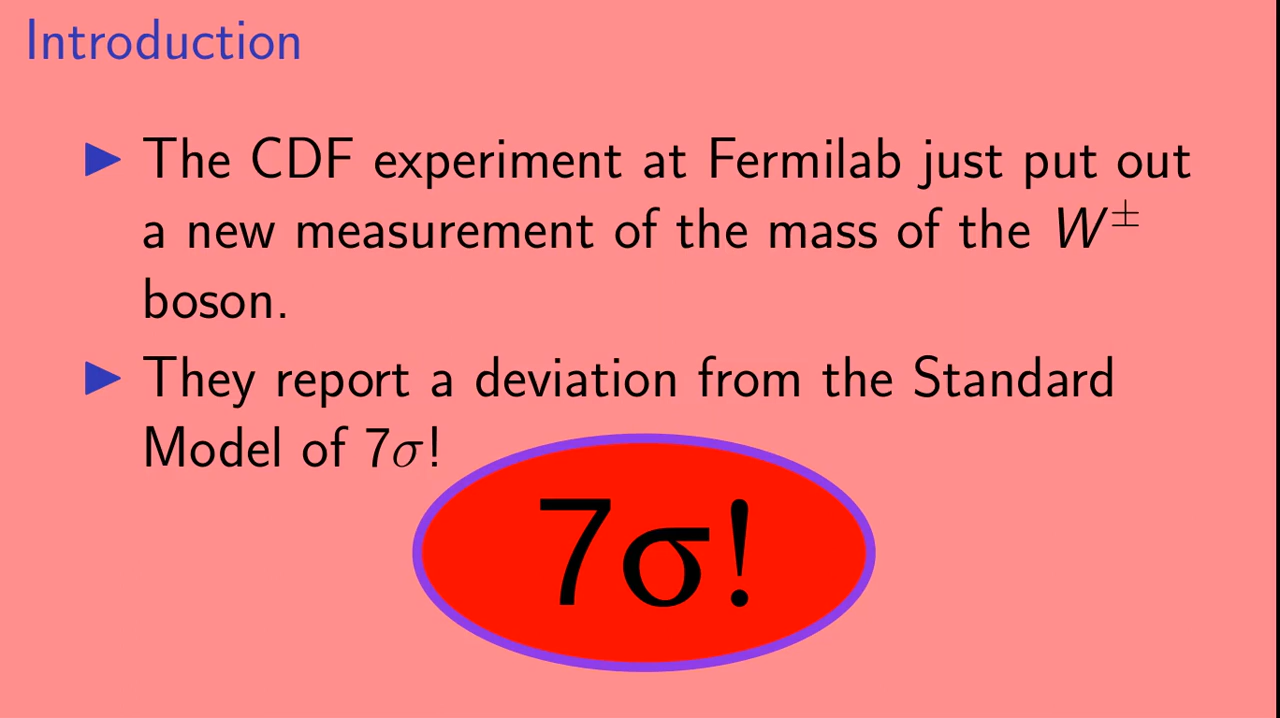 Introduction
▶ The CDF experiment at Fermilab just put out
a new measurement of the mass of the W±
boson.
▶ They report a deviation from the Standard
Model of 7σ!
7σ!